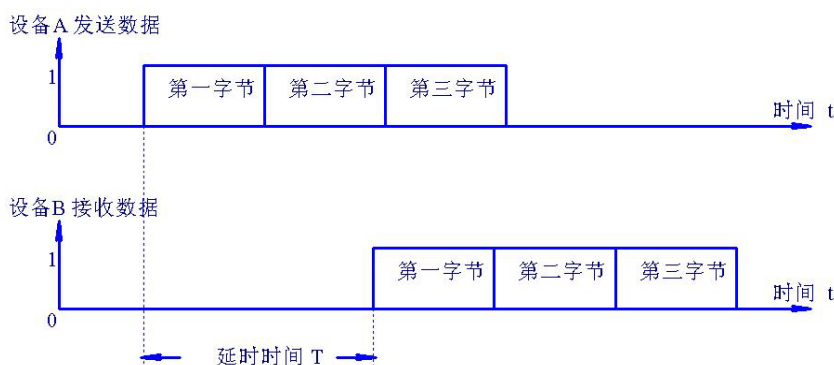 设备A 发送数据
1
第一字节 第二字节 第三字节
时间 t
0
设备B 接收数据
1
第一字节 第二字节 第三字节
时间 t
0
延时时间 T